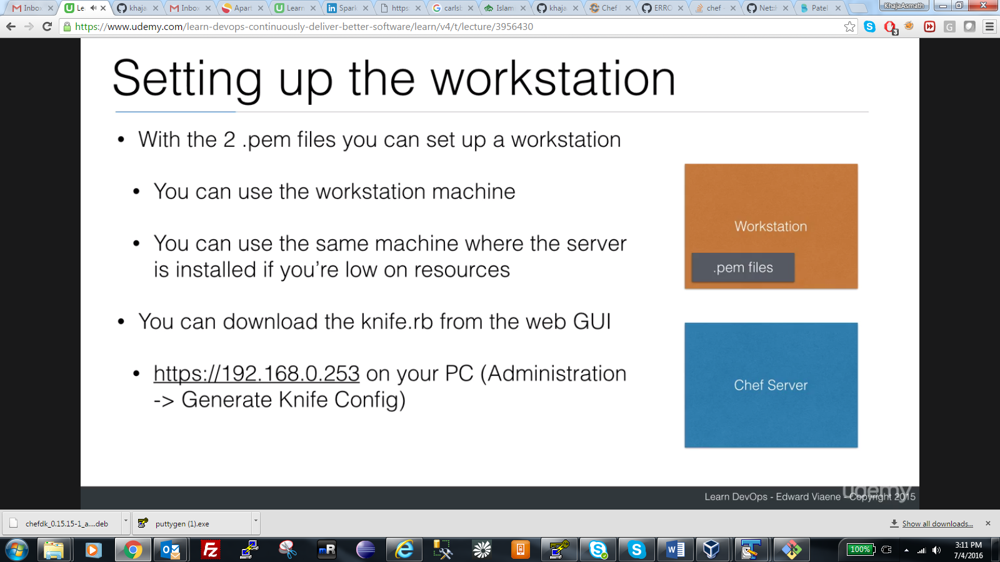 Inbox
Le
khaja
Inbox
Apart
Learn
Spark
https:
carlsb
Islam
khaja
Chef
ERRO
chef
Net::H
Patel
KhajaAsmath
https://www.udemy.com/learn-devops-continuously-deliver-better-software/learn/v4/t/lecture/3956430
3
G
Setting up the workstation
• With the 2 .pem files you can set up a workstation
• You can use the workstation machine
• You can use the same machine where the server
is installed if you're low on resources
• You can download the knife.rb from the web GUI
• https://192.168.0.253 on your PC (Administration
-> Generate Knife Config)
Workstation
.pem files
Chef Server
udemy
Learn DevOps - Edward Viaene - Copyright 2015
chefdk_0.15.15-1_a....deb
puttygen (1).exe
Show all downloads...
100%
3:11 PM
7/4/2016